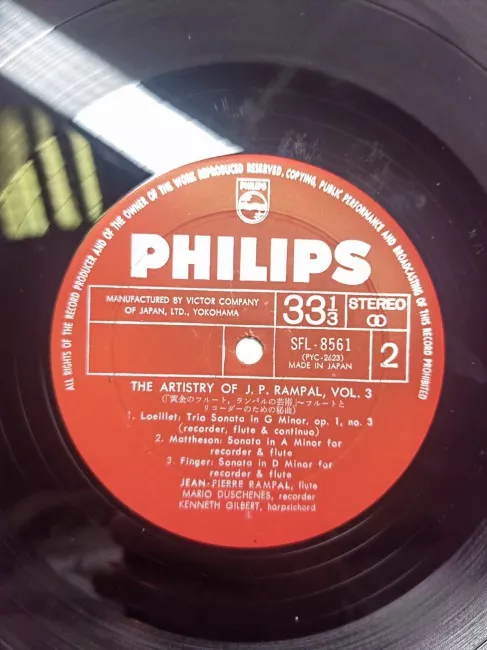 ALL RIGHTS OF THE RECORD PRODUCER AND OF THE OWNER OF THE WORK REPRODUCED RESERVED. COPYING, PUBLIC PERFORMANCE AND BROADCASTING OF THIS RECORD PROHIBITED
PHILIPS
PHILIPS
MANUFACTURED BY VICTOR COMPANY
OF JAPAN, LTD., YOKOHAMA
33 1/3
STEREO
SFL-8561
(PYC-2623)
MADE IN JAPAN
2
THE ARTISTRY OF J. P. RAMPAL, VOL. 3
(「黄金のフルート,ランパルの芸術」〜フルートと
リコーダーのための秘曲)
1. Loeillet: Trio Sonata in G Minor, op. 1, no. 3
(recorder, flute & continuo)
2. Mattheson: Sonata in A Minor for
recorder & flute
3. Finger: Sonata in D Minor for
recorder & flute
JEAN-PIERRE RAMPAL, flute
MARIO DUSCHENES, recorder
KENNETH GILBERT, harpsichord